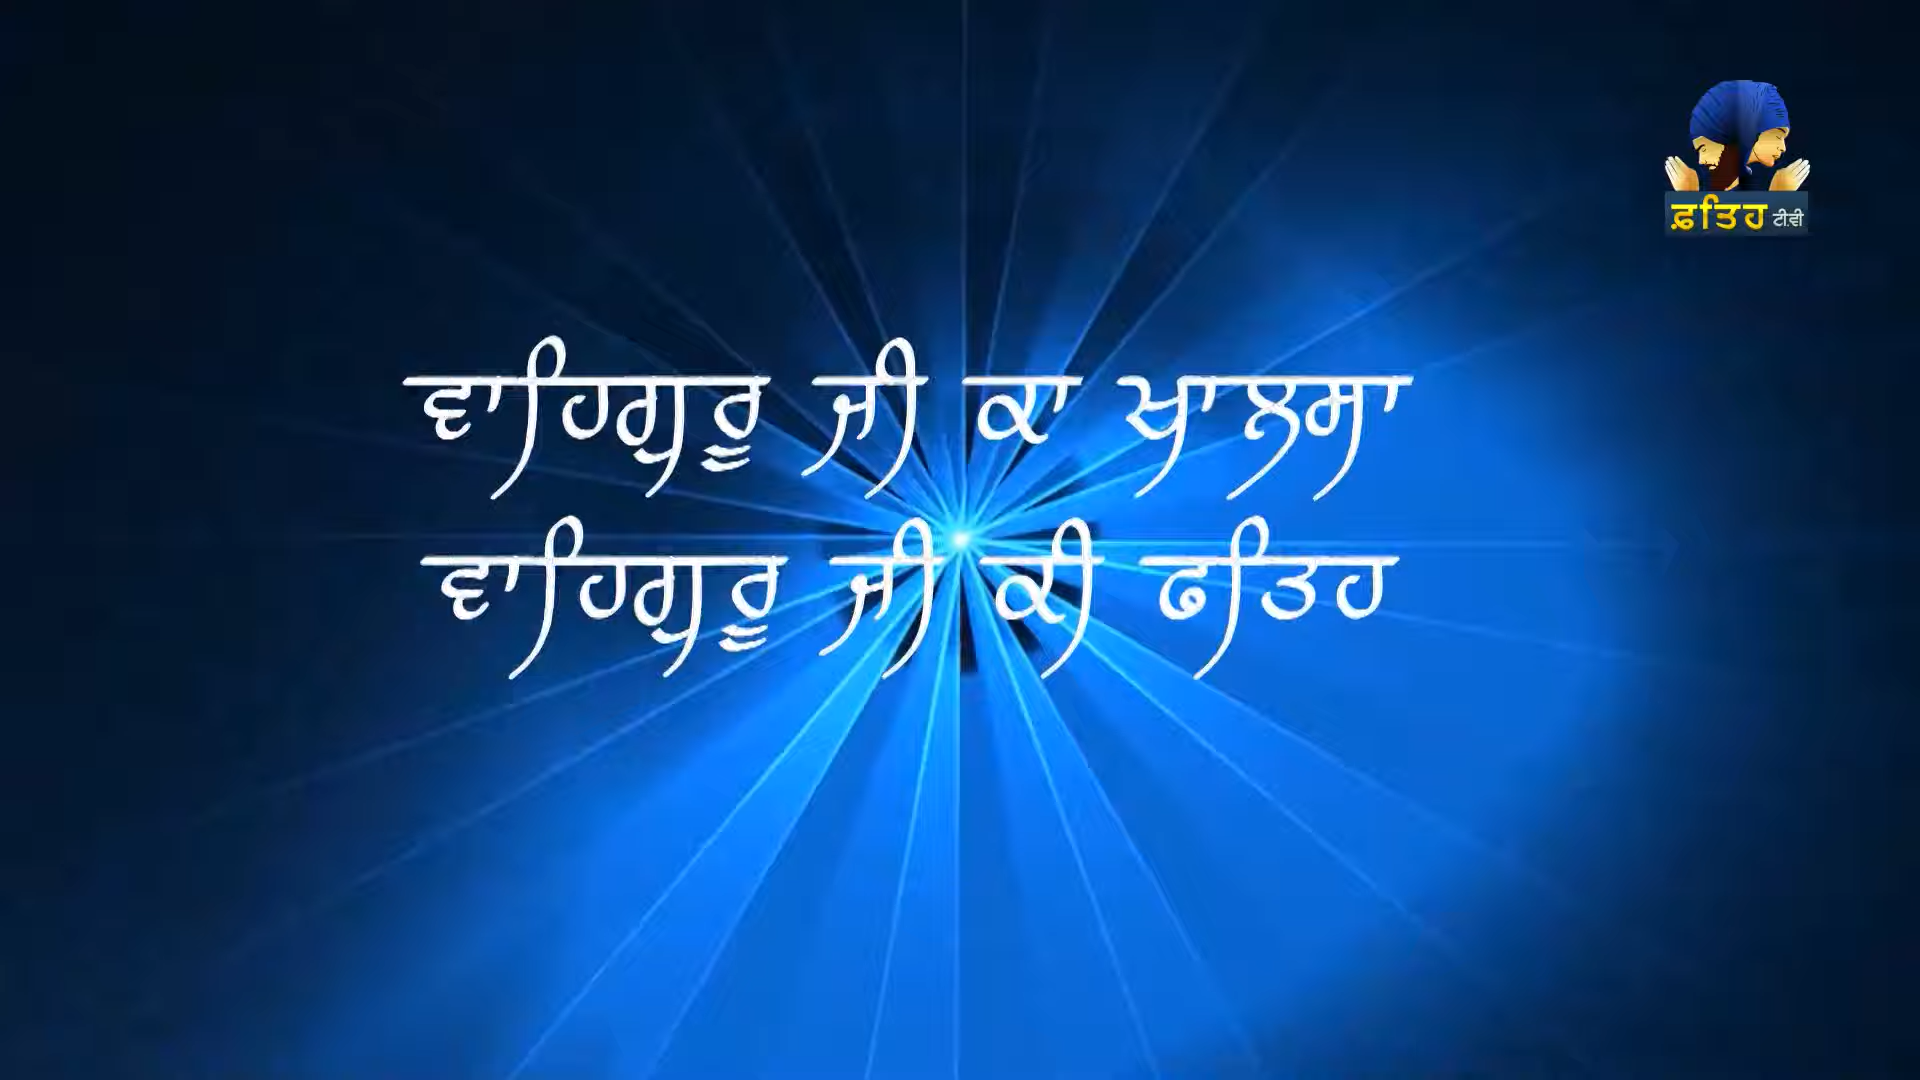 ਫ਼ਤਿਹ ਟੀ.ਵੀ
ਵਾਹਿਗੁਰੂ ਜੀ ਕਾ ਖਾਲਸਾ
ਵਾਹਿਗੁਰੂ ਜੀ ਕੀ ਫਤਿਹ